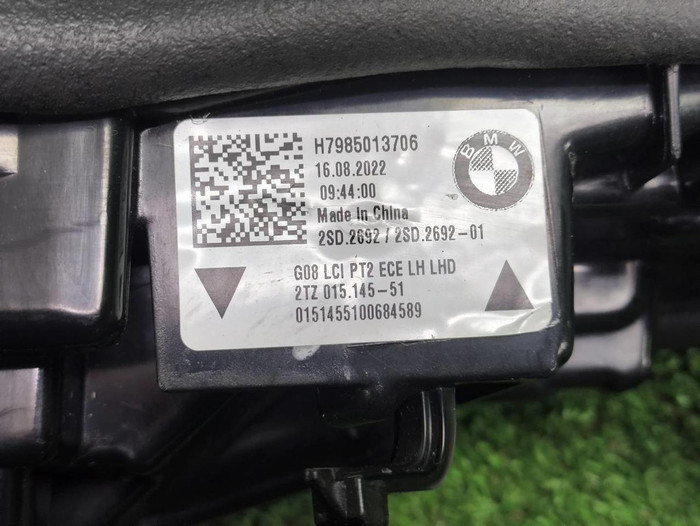 H7985013706
BMW
16.08.2022
09:44:00
Made In China
2SD.2692 / 2SD.2692-01
G08 LCI PT2 ECE LH LHD
2TZ 015.145-51
0151455100684589